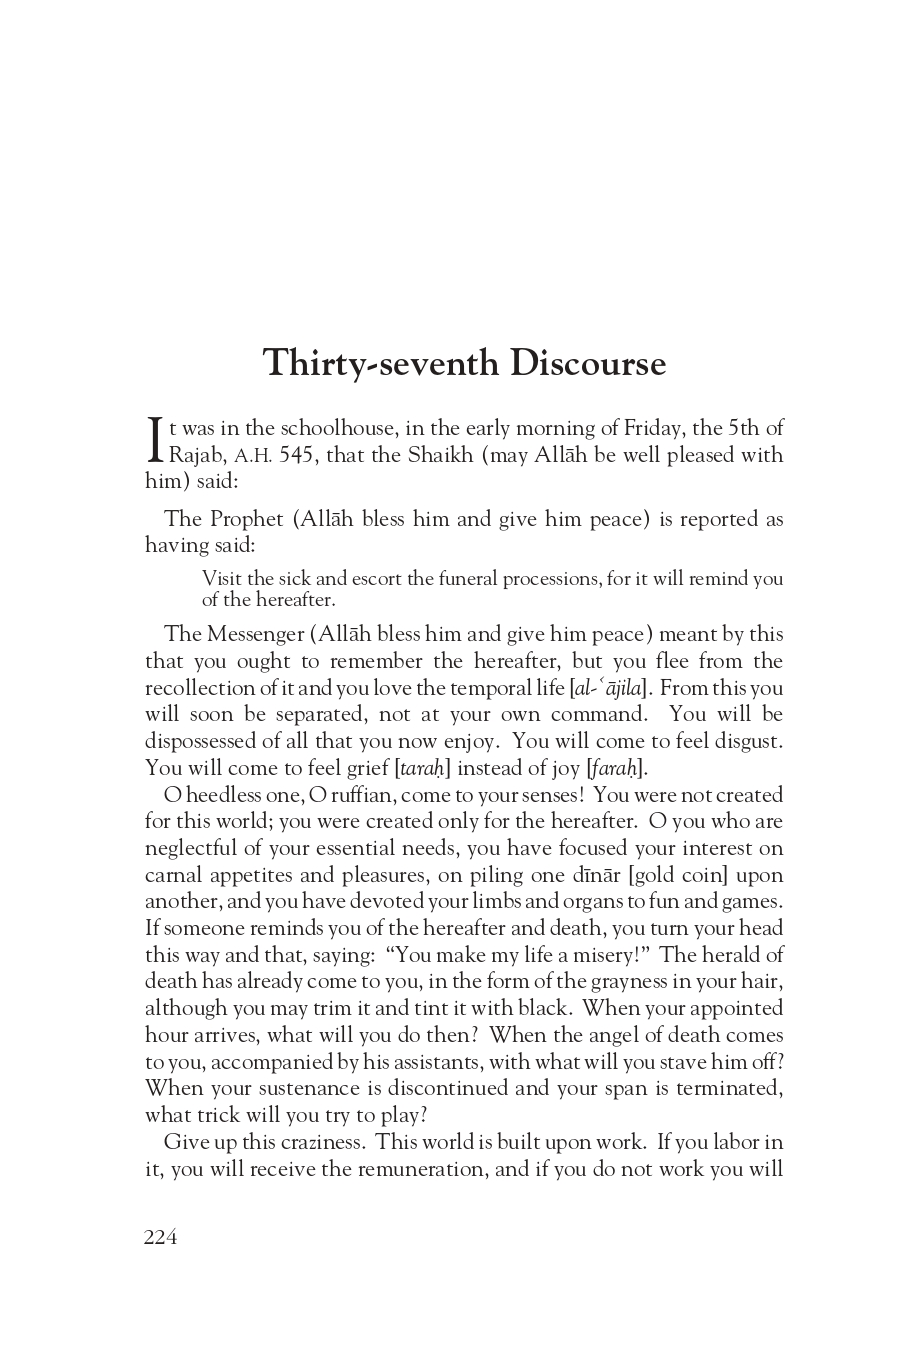 Thirty-seventh Discourse
It was in the schoolhouse, in the early morning of Friday, the 5th of
Rajab, A.H. 545, that the Shaikh (may Allāh be well pleased with
him) said:
The Prophet (Allāh bless him and give him peace) is reported as
having said:
Visit the sick and escort the funeral processions, for it will remind you
of the hereafter.
The Messenger (Allāh bless him and give him peace) meant by this
that you ought to remember the hereafter, but you flee from the
recollection of it and you love the temporal life [al-ʿājila]. From this you
will soon be separated, not at your own command. You will be
dispossessed of all that you now enjoy. You will come to feel disgust.
You will come to feel grief [taraḥ] instead of joy [faraḥ].
O heedless one, O ruffian, come to your senses! You were not created
for this world; you were created only for the hereafter. O you who are
neglectful of your essential needs, you have focused your interest on
carnal appetites and pleasures, on piling one dīnār [gold coin] upon
another, and you have devoted your limbs and organs to fun and games.
If someone reminds you of the hereafter and death, you turn your head
this way and that, saying: “You make my life a misery!” The herald of
death has already come to you, in the form of the grayness in your hair,
although you may trim it and tint it with black. When your appointed
hour arrives, what will you do then? When the angel of death comes
to you, accompanied by his assistants, with what will you stave him off?
When your sustenance is discontinued and your span is terminated,
what trick will you try to play?
Give up this craziness. This world is built upon work. If you labor in
it, you will receive the remuneration, and if you do not work you will
224